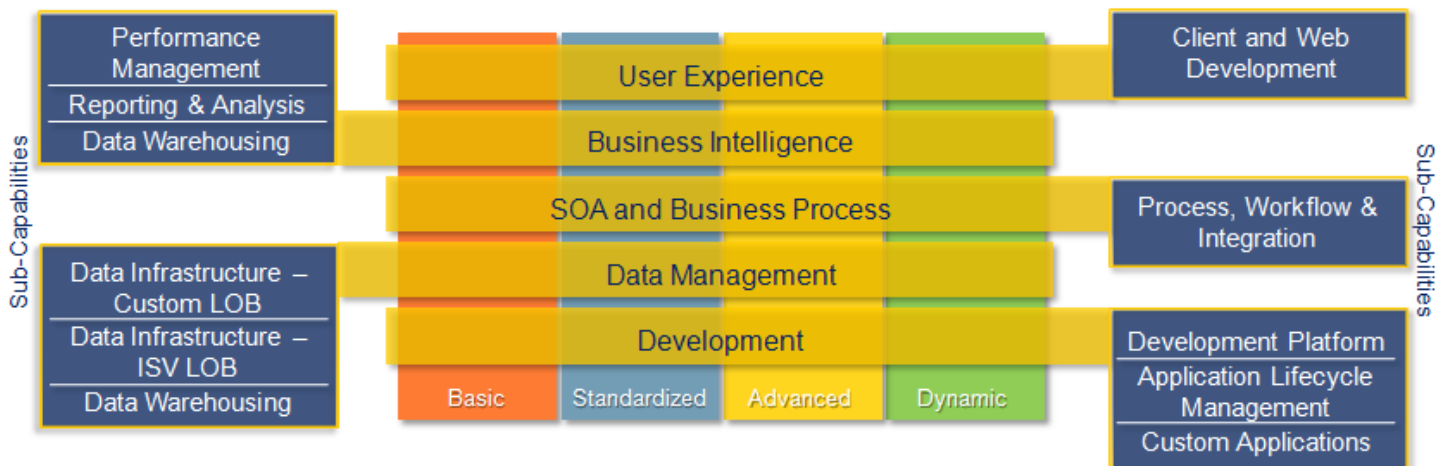 Performance
Management
Reporting & Analysis
Data Warehousing
Sub-Capabilities
Data Infrastructure –
Custom LOB
Data Infrastructure –
ISV LOB
Data Warehousing
User Experience
Business Intelligence
SOA and Business Process
Data Management
Development
Basic
Standardized
Advanced
Dynamic
Client and Web
Development
Process, Workflow &
Integration
Sub-Capabilities
Development Platform
Application Lifecycle
Management
Custom Applications